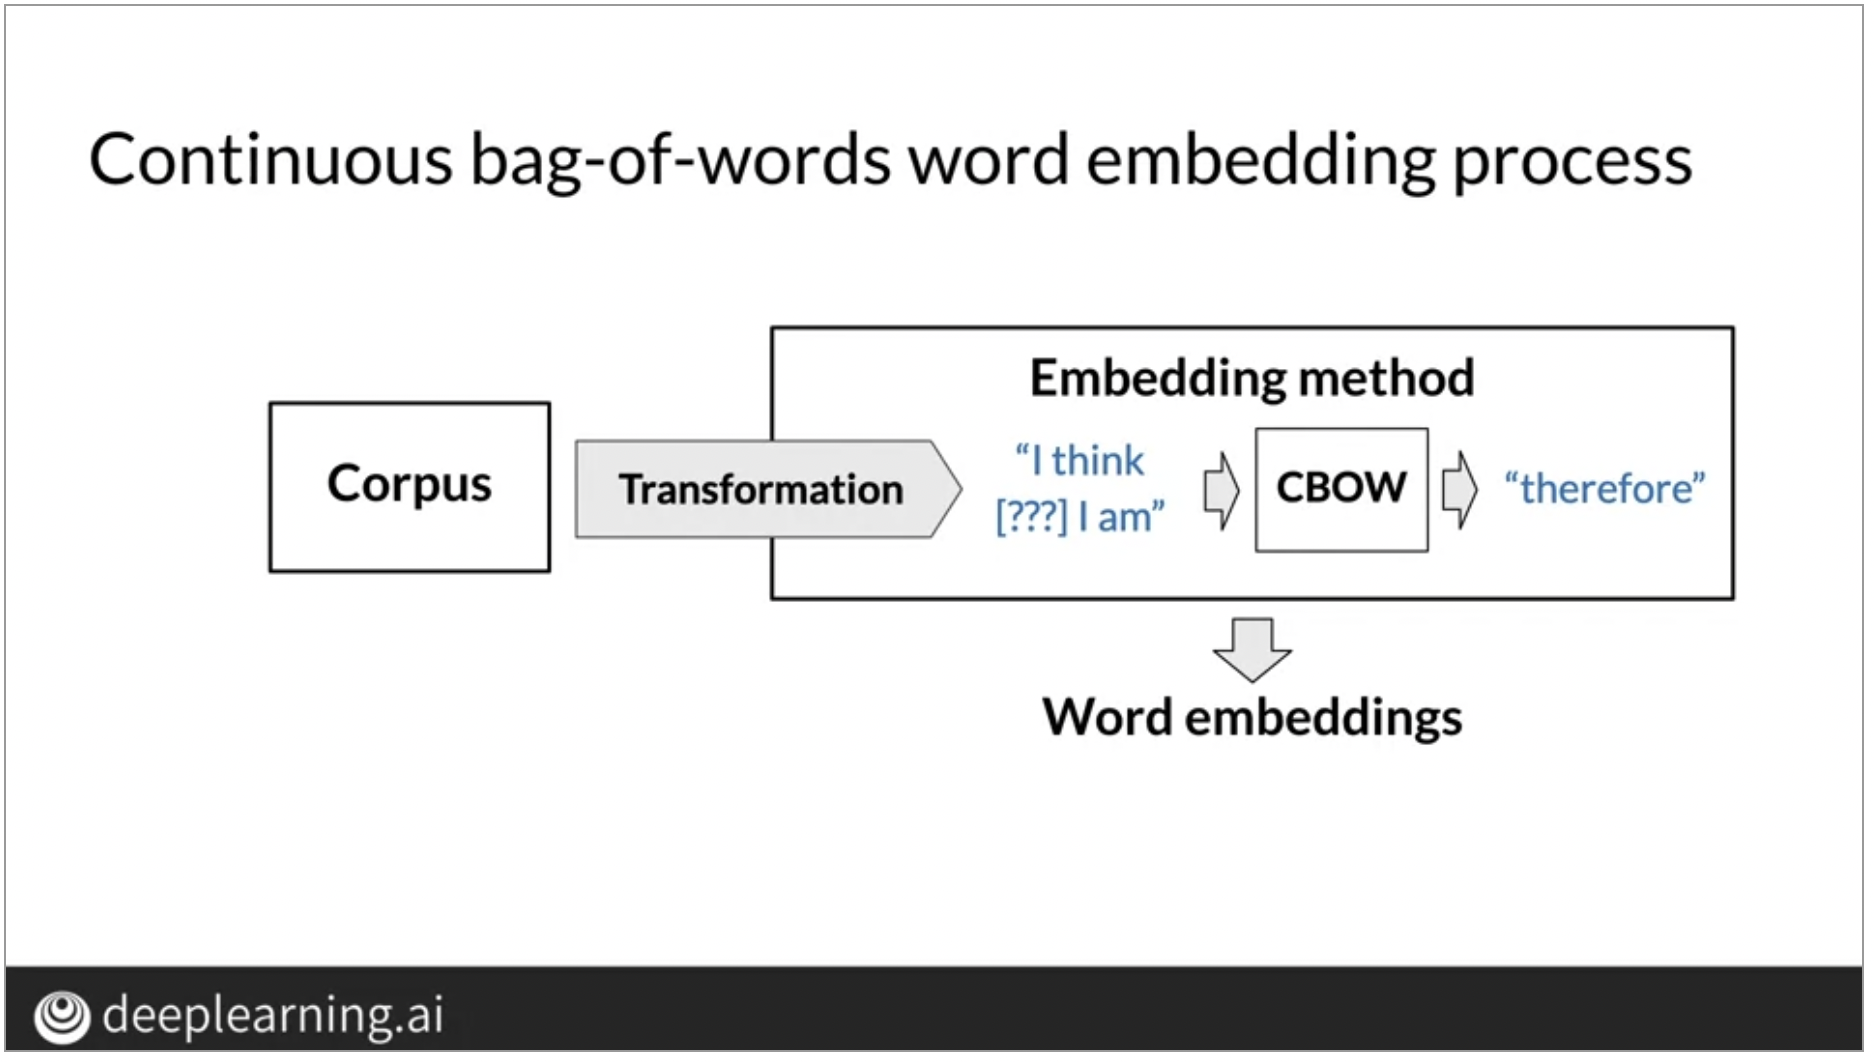 Continuous bag-of-words word embedding process
Corpus
Transformation
Embedding method
“I think
[???] I am”
CBOW
“therefore”
Word embeddings
deeplearning.ai